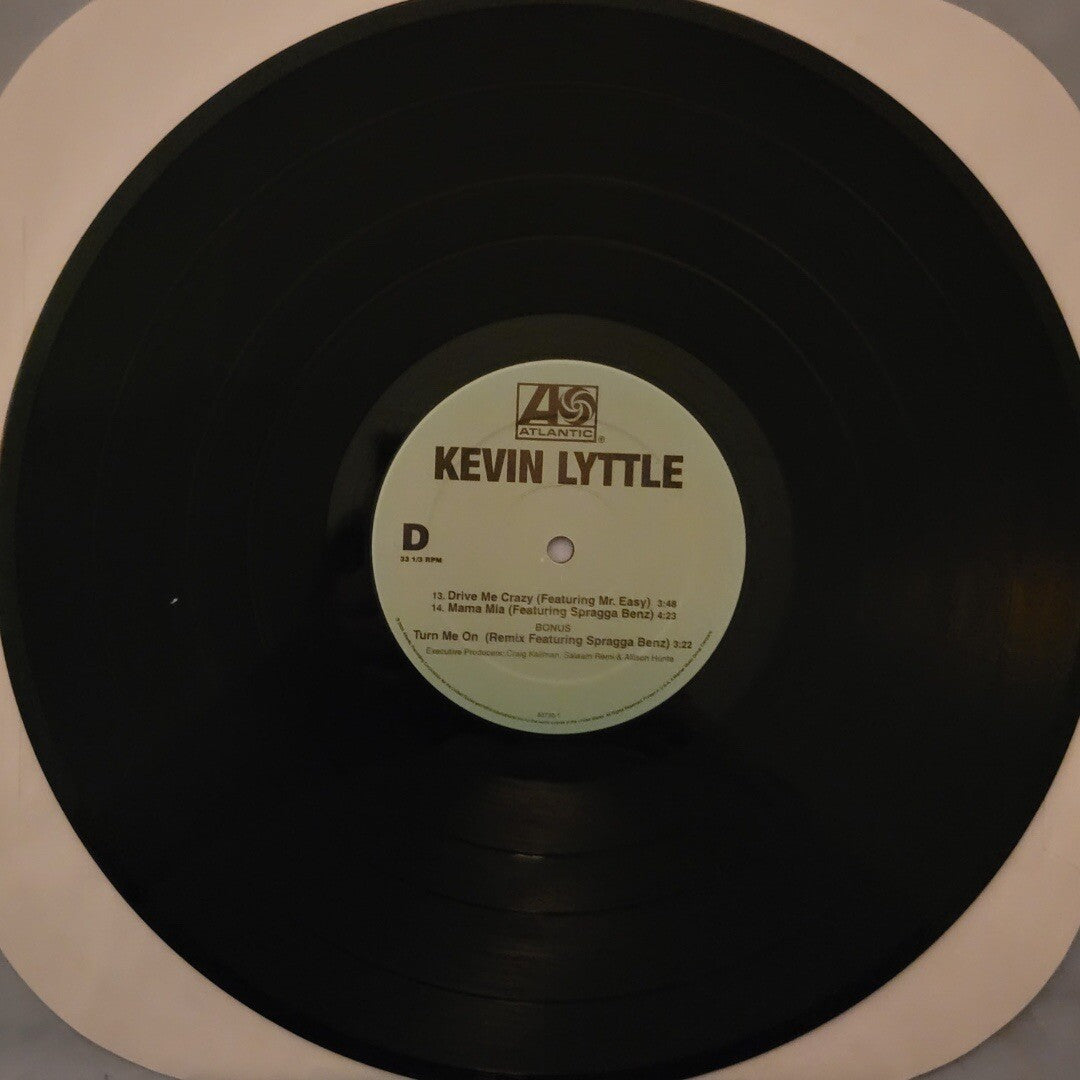 ATLANTIC®
KEVIN LYTTLE
D
33 1/3 RPM
13. Drive Me Crazy (Featuring Mr. Easy) 3:48
14. Mama Mia (Featuring Spragga Benz) 4:23
BONUS
Turn Me On (Remix Featuring Spragga Benz) 3:22
Executive Producers: Craig Kallman, Salaam Remi & Allison Hunte